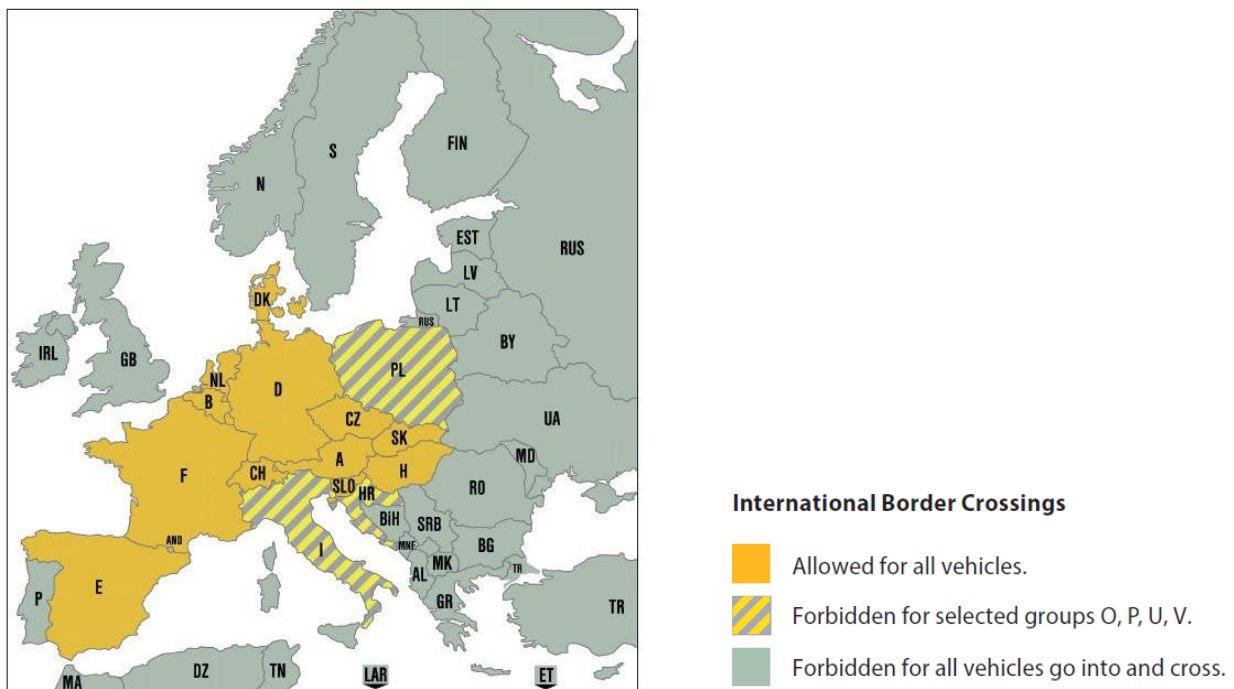 FIN
S
N
EST
RUS
LV
DK
LT
RUS
BY
IRL
GB
PL
NL
D
B
CZ
UA
SK
MD
F
CH
A
H
SLO
HR
RO
BiH
SRB
AND
MNE
BG
I
MK
TR
AL
E
P
GR
TR
DZ
TN
LAR
ET
MA
International Border Crossings
Allowed for all vehicles.
Forbidden for selected groups O, P, U, V.
Forbidden for all vehicles go into and cross.